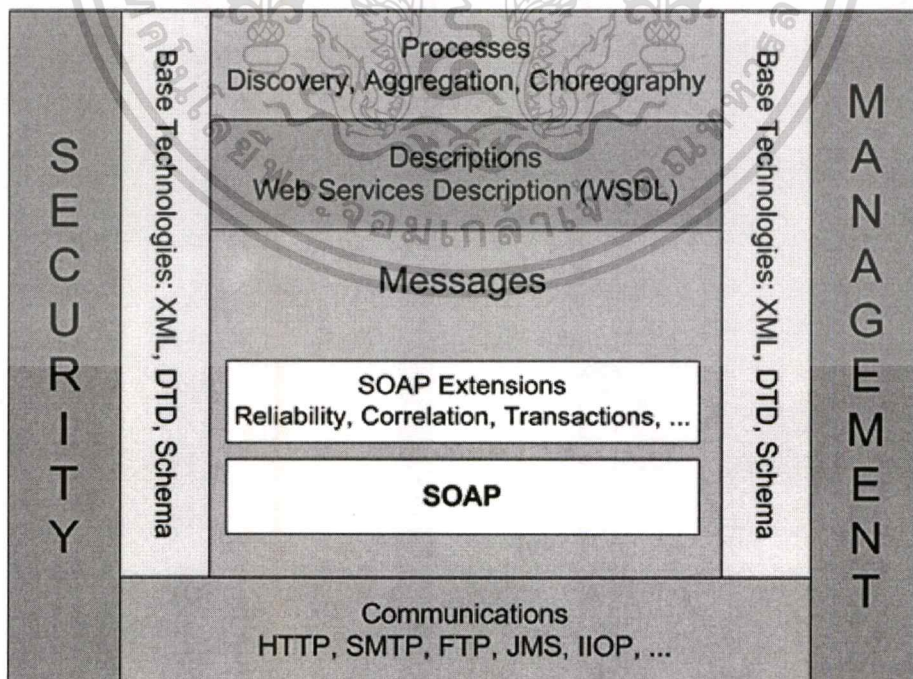 Processes
Discovery, Aggregation, Choreography
Descriptions
Web Services Description (WSDL)
Messages
SOAP Extensions
Reliability, Correlation, Transactions, ...
SOAP
Communications
HTTP, SMTP, FTP, JMS, IIOP, ...
SECURITY
Base Technologies: XML, DTD, Schema
Base Technologies: XML, DTD, Schema
MANAGEMENT